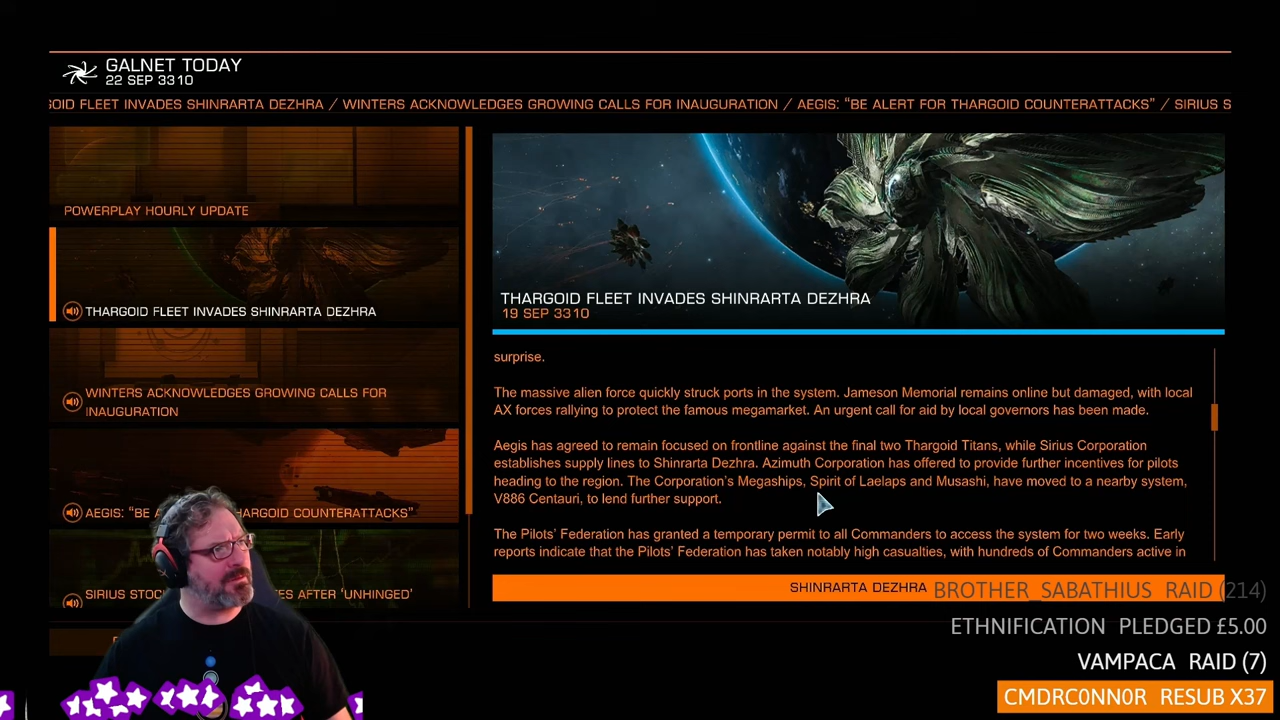 GALNET TODAY
22 SEP 3310
GOID FLEET INVADES SHINRARTA DEZHRA / WINTERS ACKNOWLEDGES GROWING CALLS FOR INAUGURATION / AEGIS: “BE ALERT FOR THARGOID COUNTERATTACKS” / SIRIUS S
POWERPLAY HOURLY UPDATE
THARGOID FLEET INVADES SHINRARTA DEZHRA
WINTERS ACKNOWLEDGES GROWING CALLS FOR
INAUGURATION
AEGIS: “BE A HARGOID COUNTERATTACKS”
SIRIUS STOC ES AFTER ‘UNHINGED’
THARGOID FLEET INVADES SHINRARTA DEZHRA
19 SEP 3310
surprise.
The massive alien force quickly struck ports in the system. Jameson Memorial remains online but damaged, with local
AX forces rallying to protect the famous megamarket. An urgent call for aid by local governors has been made.
Aegis has agreed to remain focused on frontline against the final two Thargoid Titans, while Sirius Corporation
establishes supply lines to Shinrarta Dezhra. Azimuth Corporation has offered to provide further incentives for pilots
heading to the region. The Corporation’s Megaships, Spirit of Laelaps and Musashi, have moved to a nearby system,
V886 Centauri, to lend further support.
The Pilots’ Federation has granted a temporary permit to all Commanders to access the system for two weeks. Early
reports indicate that the Pilots’ Federation has taken notably high casualties, with hundreds of Commanders active in
SHINRARTA DEZHRA
BROTHER_SABATHIUS RAID (214)
ETHNIFICATION PLEDGED £5.00
VAMPACA RAID (7)
CMDRC0NN0R RESUB X37